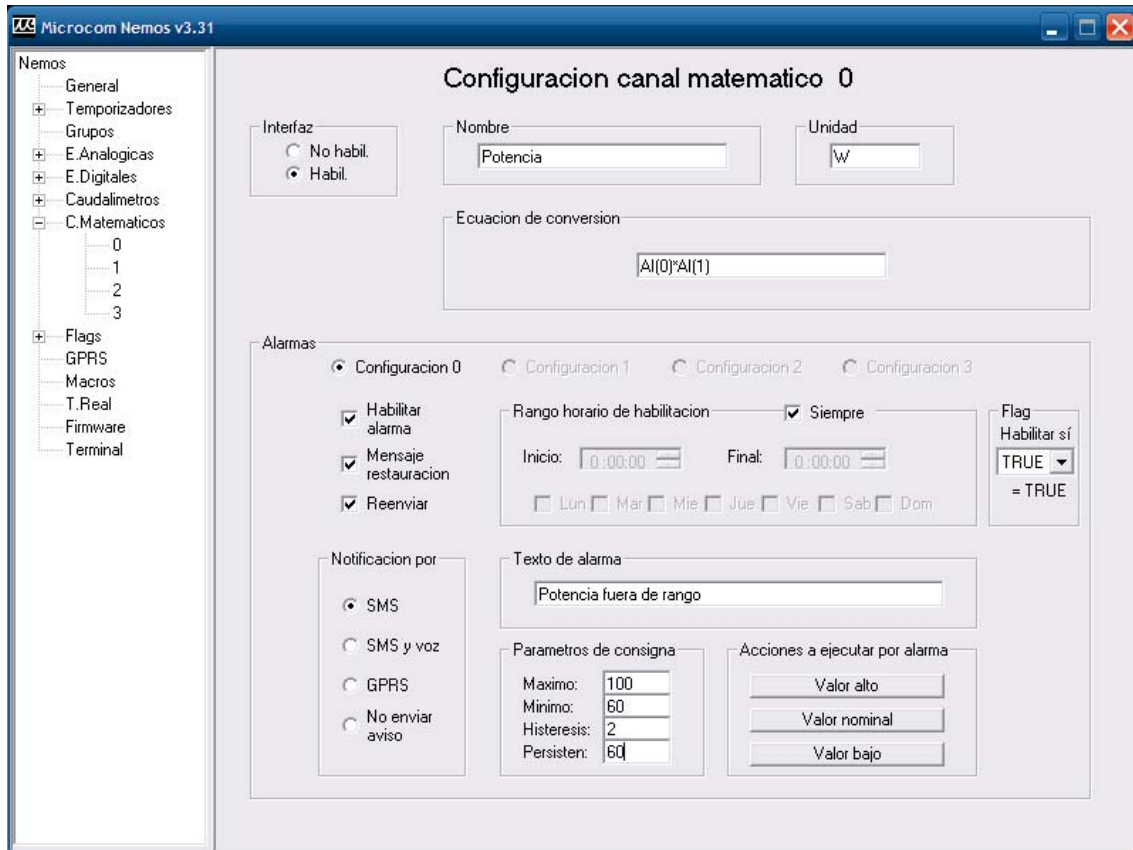 Microcom Nemos v3.31
Nemos
General
Temporizadores
Grupos
E.Analogicas
E.Digitales
Caudalimetros
C.Matematicos
0
1
2
3
Flags
GPRS
Macros
T.Real
Firmware
Terminal
Configuracion canal matematico 0
Interfaz
No habil.
Habil.
Nombre
Potencia
Unidad
W
Ecuacion de conversion
AI(0)*AI(1)
Alarmas
Configuracion 0 Configuracion 1 Configuracion 2 Configuracion 3
Habilitar
alarma
Mensaje
restauracion
Reenviar
Rango horario de habilitacion Siempre
Inicio: 0:00:00 Final: 0:00:00
Lun Mar Mie Jue Vie Sab Dom
Flag
Habilitar sí
TRUE
= TRUE
Notificacion por
SMS
SMS y voz
GPRS
No enviar
aviso
Texto de alarma
Potencia fuera de rango
Parametros de consigna
Maximo: 100
Minimo: 60
Histeresis: 2
Persisten: 60
Acciones a ejecutar por alarma
Valor alto
Valor nominal
Valor bajo